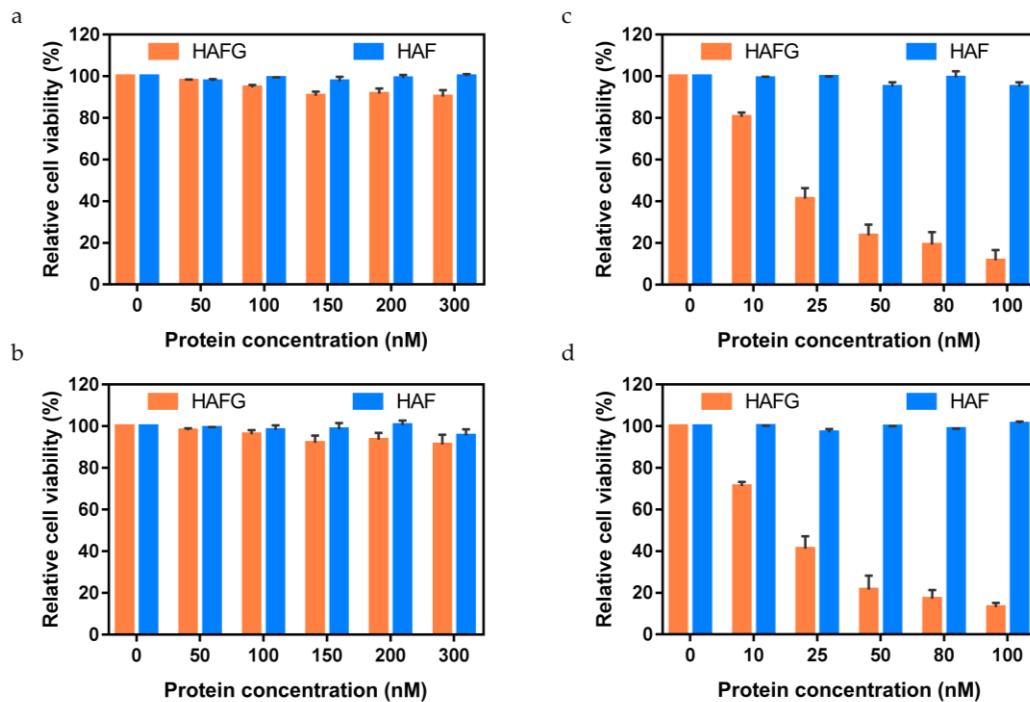 a
HAFG HAF
Relative cell viability (%)
120
100
80
60
40
20
0
0 50 100 150 200 300
Protein concentration (nM)
c
HAFG HAF
Relative cell viability (%)
120
100
80
60
40
20
0
0 10 25 50 80 100
Protein concentration (nM)
b
HAFG HAF
Relative cell viability (%)
120
100
80
60
40
20
0
0 50 100 150 200 300
Protein concentration (nM)
d
HAFG HAF
Relative cell viability (%)
120
100
80
60
40
20
0
0 10 25 50 80 100
Protein concentration (nM)